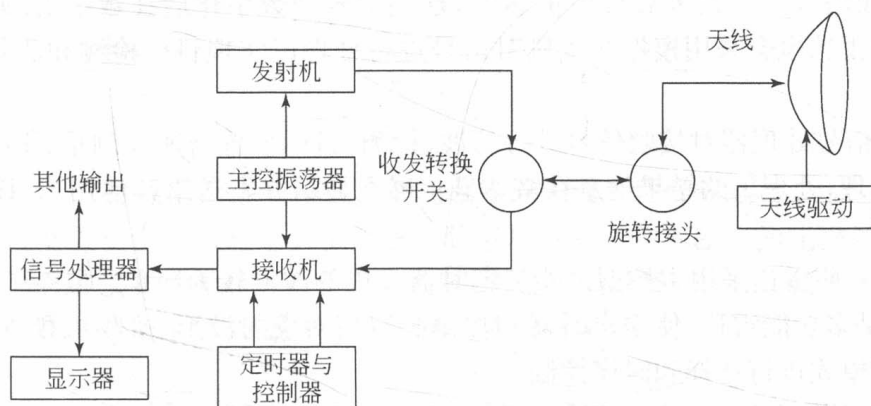 发射机
天线
主控振荡器
收发转换
开关
其他输出
旋转接头
天线驱动
信号处理器
接收机
显示器
定时器与
控制器